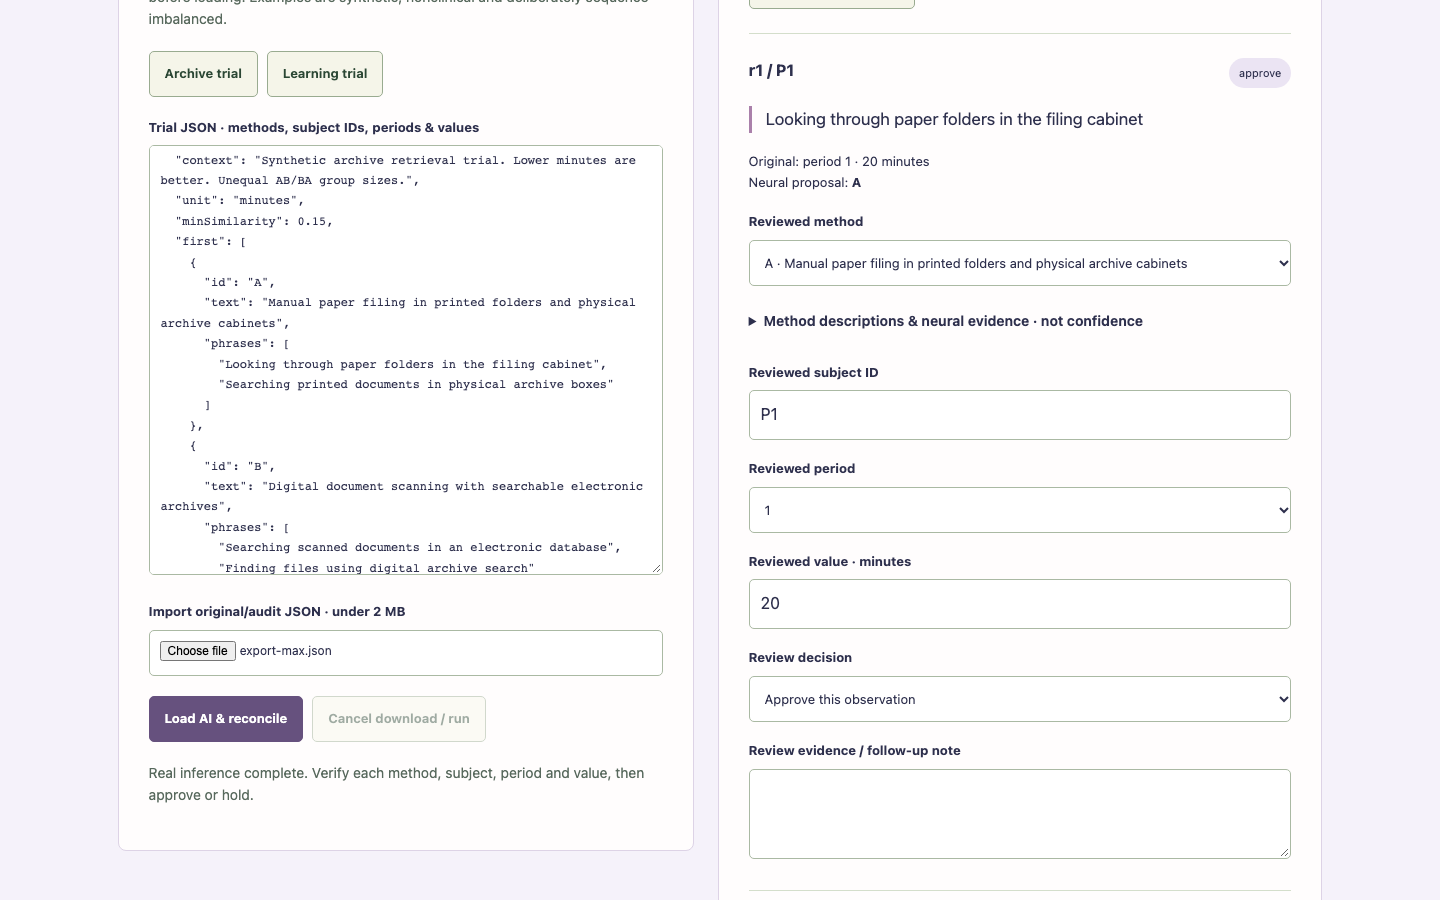 imbalanced.
Archive trial
Learning trial
Trial JSON · methods, subject IDs, periods & values
"context": "Synthetic archive retrieval trial. Lower minutes are
better. Unequal AB/BA group sizes.",
"unit": "minutes",
"minSimilarity": 0.15,
"first": [
{
"id": "A",
"text": "Manual paper filing in printed folders and physical
archive cabinets",
"phrases": [
"Looking through paper folders in the filing cabinet",
"Searching printed documents in physical archive boxes"
]
},
{
"id": "B",
"text": "Digital document scanning with searchable electronic
archives",
"phrases": [
"Searching scanned documents in an electronic database",
"Finding files using digital archive search"
Import original/audit JSON · under 2 MB
Choose file export-max.json
Load AI & reconcile
Cancel download / run
Real inference complete. Verify each method, subject, period and value, then
approve or hold.
r1 / P1
approve
Looking through paper folders in the filing cabinet
Original: period 1 · 20 minutes
Neural proposal: A
Reviewed method
A · Manual paper filing in printed folders and physical archive cabinets
Method descriptions & neural evidence · not confidence
Reviewed subject ID
P1
Reviewed period
1
Reviewed value · minutes
20
Review decision
Approve this observation
Review evidence / follow-up note